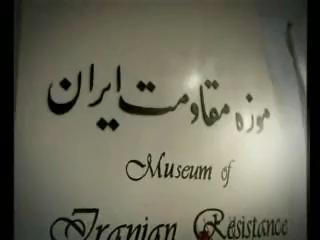 موزه مقاومت ایران
Museum of
Iranian Resistance